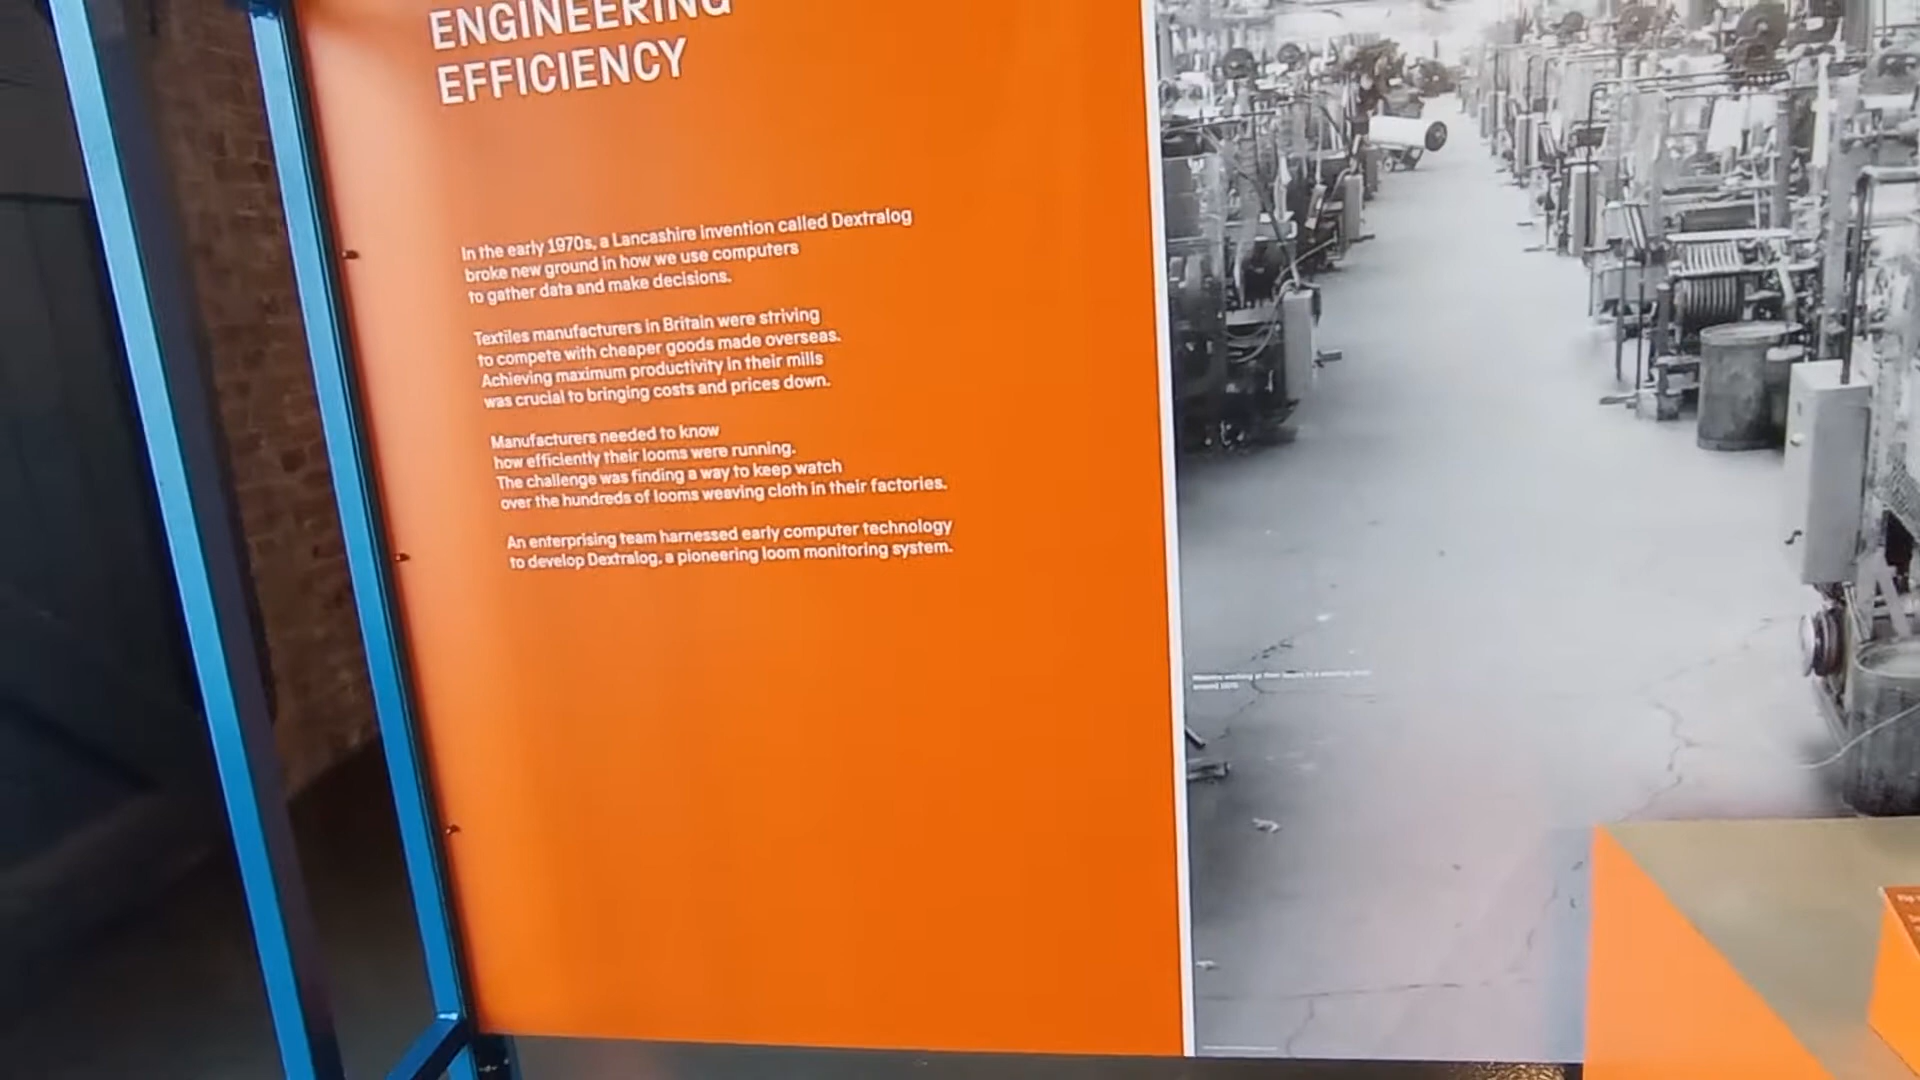 ENGINEERING
EFFICIENCY
In the early 1970s, a Lancashire invention called Dextralog
broke new ground in how we use computers
to gather data and make decisions.
Textiles manufacturers in Britain were striving
to compete with cheaper goods made overseas.
Achieving maximum productivity in their mills
was crucial to bringing costs and prices down.
Manufacturers needed to know
how efficiently their looms were running.
The challenge was finding a way to keep watch
over the hundreds of looms weaving cloth in their factories.
An enterprising team harnessed early computer technology
to develop Dextralog, a pioneering loom monitoring system.